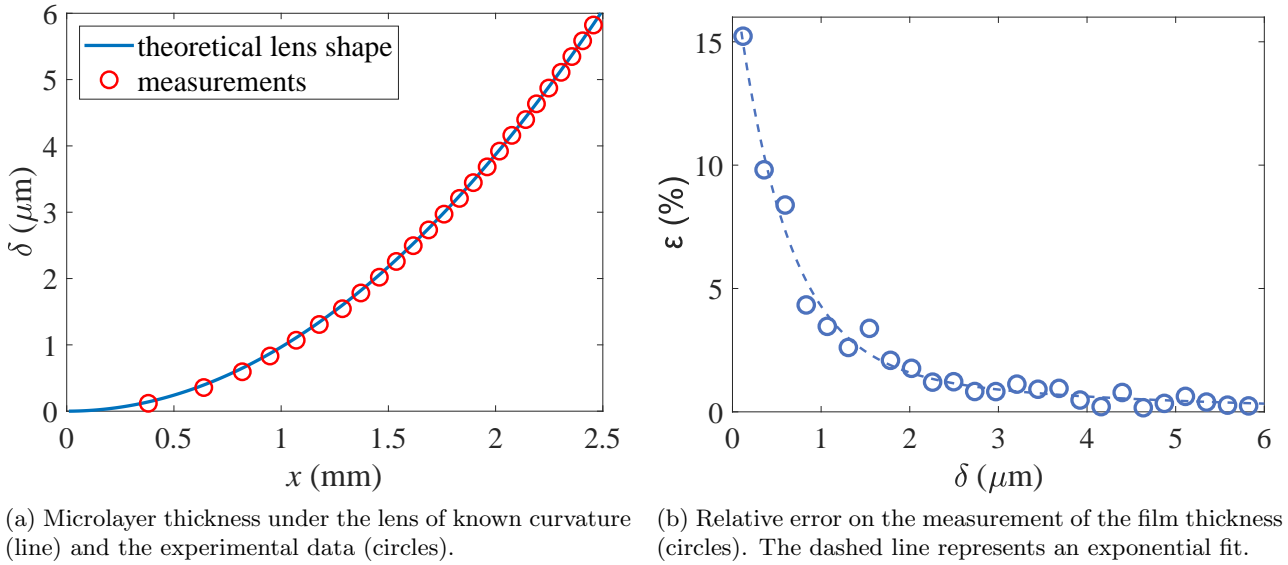 6
5
4
3
2
1
0
0
0.5
1
1.5
2
2.5
δ (μm)
x (mm)
theoretical lens shape
measurements
15
10
5
0
0
1
2
3
4
5
6
ε (%)
δ (μm)
(a) Microlayer thickness under the lens of known curvature
(line) and the experimental data (circles).
(b) Relative error on the measurement of the film thickness
(circles). The dashed line represents an exponential fit.